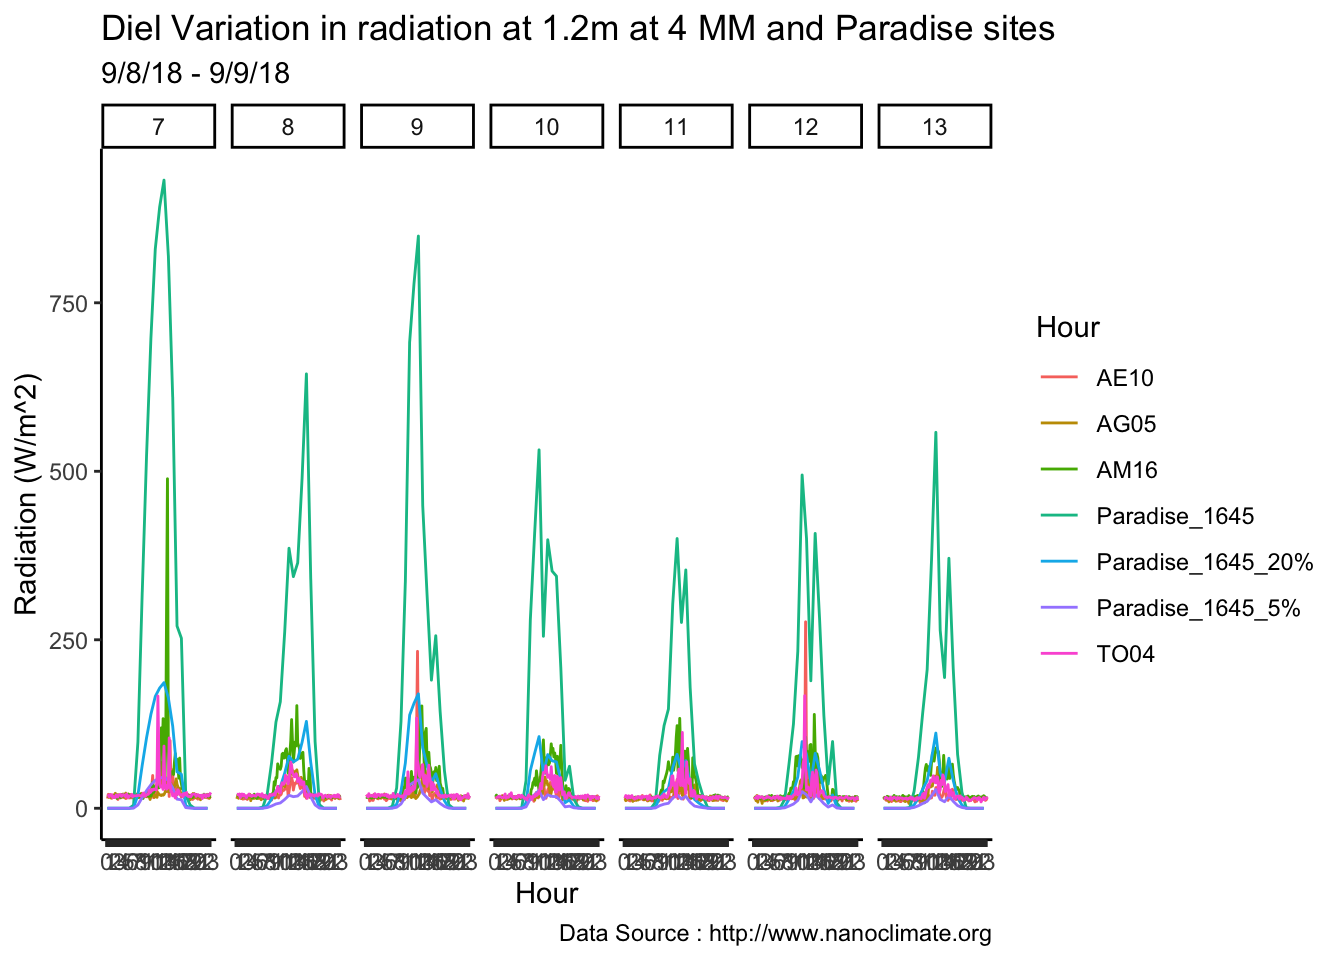 Diel Variation in radiation at 1.2m at 4 MM and Paradise sites
9/8/18 - 9/9/18
7 8 9 10 11 12 13
Radiation (W/m^2)
750
500
250
0
Hour
Data Source : http://www.nanoclimate.org
Hour
AE10
AG05
AM16
Paradise_1645
Paradise_1645_20%
Paradise_1645_5%
TO04